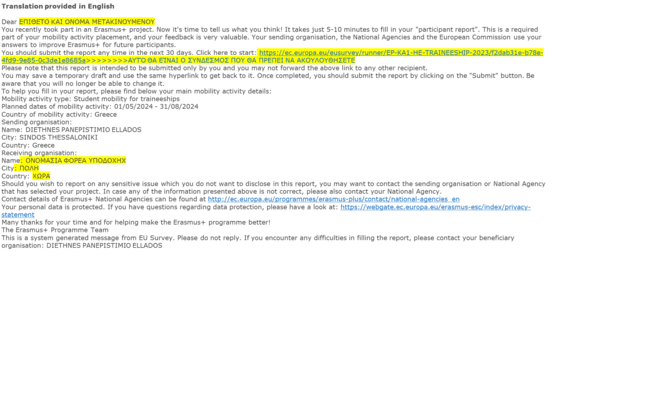 Translation provided in English
Dear ΕΠΙΘΕΤΟ ΚΑΙ ΟΝΟΜΑ ΜΕΤΑΚΙΝΟΥΜΕΝΟΥ
You recently took part in an Erasmus+ project. Now it's time to tell us what you think! It takes just 5-10 minutes to fill in your "participant report". This is a required
part of your mobility activity placement, and your feedback is very valuable. Your sending organisation, the National Agencies and the European Commission will use your
answers to improve Erasmus+ for future participants.
You should submit the report any time in the next 30 days. Click here to start: https://ec.europa.eu/eusurvey/runner/EP-KA1-HE-TRAINEESHIP-2023/f2dab31e-b78e-
4fd9-9e85-0c3de1e8685a>>>>>>>>ΑΥΤΟ ΘΑ ΕΊΝΑΙ Ο ΣΥΝΔΕΣΜΟΣ ΠΟΥ ΘΑ ΠΡΕΠΕΙ ΝΑ ΑΚΟΥΛΟΥΘΗΣΕΤΕ
Please note that this report is intended to be submitted only by you and you may not forward the above link to any other recipient.
You may save a temporary draft and use the same hyperlink to get back to it. Once completed, you should submit the report by clicking on the "Submit" button. Be
aware that you will no longer be able to change it.
To help you fill in your report, please find below your main mobility activity details:
Mobility activity type: Student mobility for traineeships
Planned dates of mobility activity: 01/05/2024 - 31/08/2024
Country of mobility activity: Greece
Sending organisation:
Name: DIETHNES PANEPISTIMIO ELLADOS
City: SINDOS THESSALONIKI
Country: Greece
Receiving organisation:
Name: ΟΝΟΜΑΣΙΑ ΦΟΡΕΑ ΥΠΟΔΟΧΗΧ
City: ΠΟΛΗ
Country: ΧΩΡΑ
Should you wish to report on any sensitive issue which you do not want to disclose in this report, you may want to contact the sending organisation or National Agency
that has selected your project. In case any of the information presented above is not correct, please also contact your National Agency.
Contact details of Erasmus+ National Agencies can be found at http://ec.europa.eu/programmes/erasmus-plus/contact/national-agencies_en
Your personal data is protected. If you have questions regarding data protection, please have a look at: https://webgate.ec.europa.eu/erasmus-esc/index/privacy-
statement
Many thanks for your time and for helping make the Erasmus+ programme better!
The Erasmus+ Programme Team
This is a system generated message from EU Survey. Please do not reply. If you encounter any difficulties in filling the report, please contact your beneficiary
organisation: DIETHNES PANEPISTIMIO ELLADOS